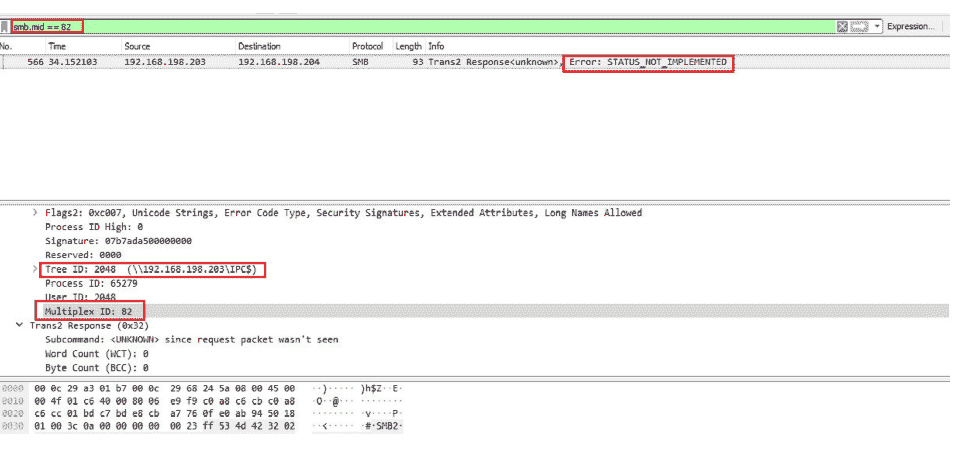 smb.mid == 82 Expression...
No. Time Source Destination Protocol Length Info
566 34.152103 192.168.198.203 192.168.198.204 SMB 93 Trans2 Response<unknown>, Error: STATUS_NOT_IMPLEMENTED
> Flags2: 0xc007, Unicode Strings, Error Code Type, Security Signatures, Extended Attributes, Long Names Allowed
Process ID High: 0
Signature: 07b7ada500000000
Reserved: 0000
> Tree ID: 2048 (\\192.168.198.203\IPC$)
Process ID: 65279
User ID: 2048
Multiplex ID: 82
Trans2 Response (0x32)
Subcommand: <UNKNOWN> since request packet wasn't seen
Word Count (WCT): 0
Byte Count (BCC): 0
0000 00 0c 29 a3 01 b7 00 0c 29 68 24 5a 08 00 45 00 ··)····· )h$Z··E·
0010 00 4f 01 c6 40 00 80 06 e9 f9 c0 a8 c6 cb c0 a8 ·O··@··· ········
0020 c6 cc 01 bd c7 bd e8 cb a7 76 0f e0 ab 94 50 18 ········ ·v····P·
0030 01 00 3c 0a 00 00 00 00 00 23 ff 53 4d 42 32 02 ··<····· ·#·SMB2·